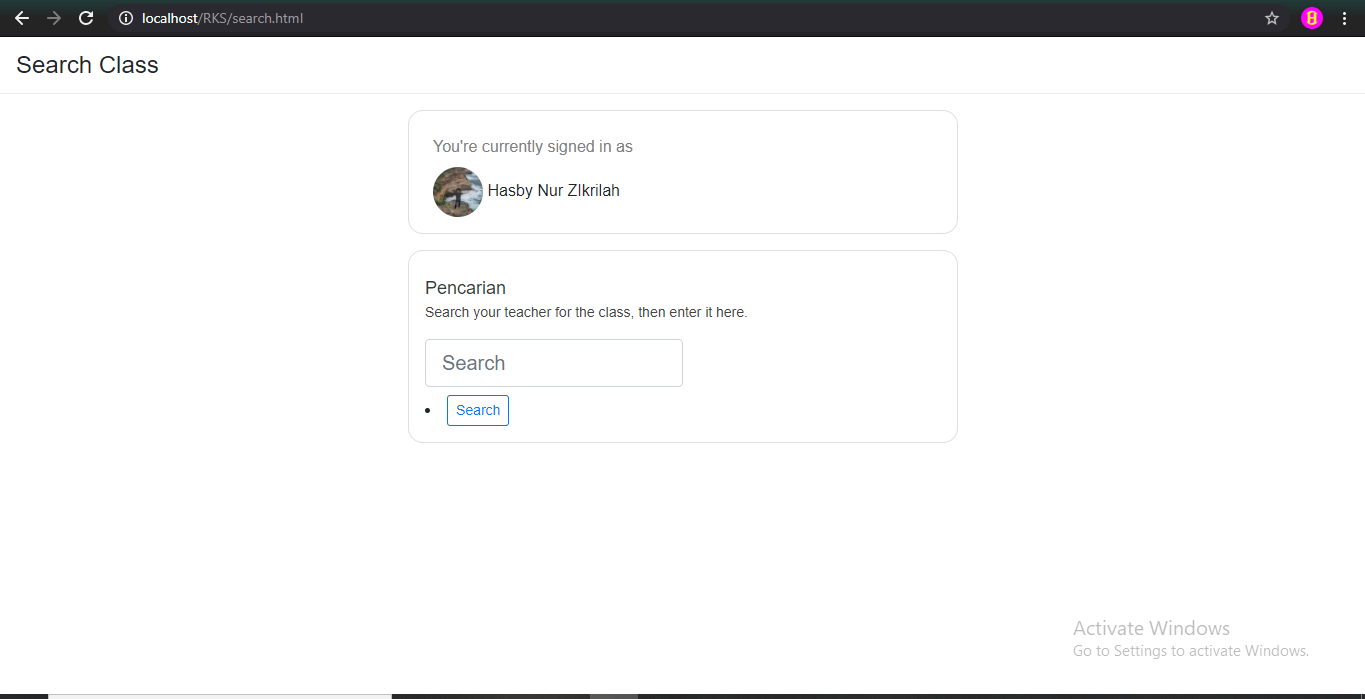 localhost/RKS/search.html
Search Class
You're currently signed in as
Hasby Nur ZIkrilah
Pencarian
Search your teacher for the class, then enter it here.
Search
Search
Activate Windows
Go to Settings to activate Windows.